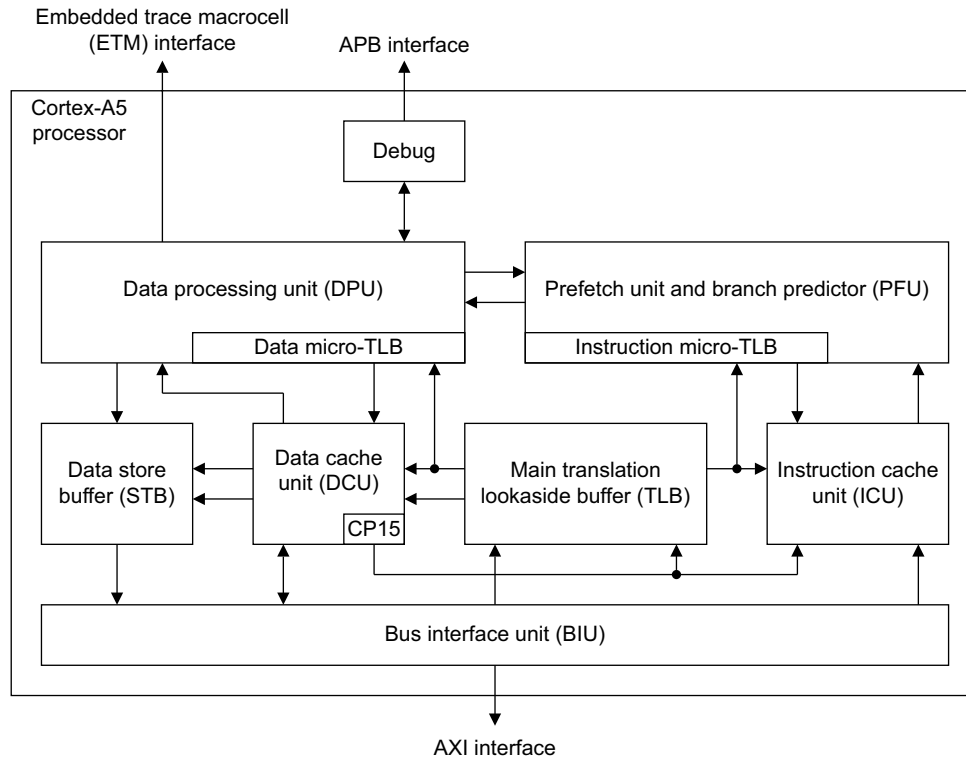 Embedded trace macrocell
(ETM) interface
APB interface
Cortex-A5
processor
Debug
Data processing unit (DPU)
Prefetch unit and branch predictor (PFU)
Data micro-TLB
Instruction micro-TLB
Data store
buffer (STB)
Data cache
unit (DCU)
CP15
Main translation
lookaside buffer (TLB)
Instruction cache
unit (ICU)
Bus interface unit (BIU)
AXI interface